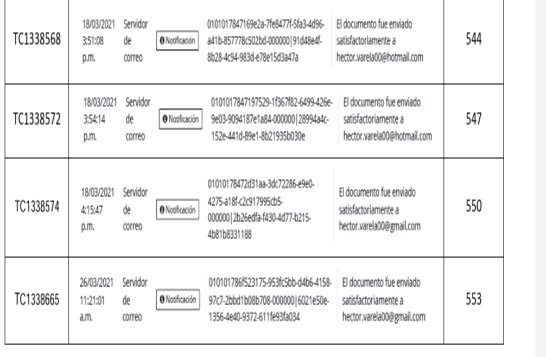 TC1338568
18/03/2021
3:51:08
p.m.
Servidor
de
correo
Notificación
0101017847169e2a-7fe8477f-5fa3-4d96-
a41b-857778c502bd-000000|91d48e4f-
8b28-4c94-983d-e78e15d3a47a
El documento fue enviado
satisfactoriamente a
hector.varela00@hotmail.com
544
TC1338572
18/03/2021
3:54:14
p.m.
Servidor
de
correo
Notificación
0101017847197529-1f367f82-6499-426e-
9e03-9094187e1a84-000000|28994a4c-
152e-441d-89e1-8b21935b030e
El documento fue enviado
satisfactoriamente a
hector.varela00@hotmail.com
547
TC1338574
18/03/2021
4:15:47
p.m.
Servidor
de
correo
Notificación
01010178472d31aa-3dc72286-e9e0-
4275-a18f-c2c917995cb5-
000000|2b26edfa-f430-4d77-b215-
4b81b8331188
El documento fue enviado
satisfactoriamente a
hector.varela00@gmail.com
550
TC1338665
26/03/2021
11:21:01
a.m.
Servidor
de
correo
Notificación
010101786f523175-953fc5bb-d4b6-4158-
97c7-2bbd1b08b708-000000|6021e50e-
1356-4e40-9372-611fe93fa034
El documento fue enviado
satisfactoriamente a
hector.varela00@gmail.com
553